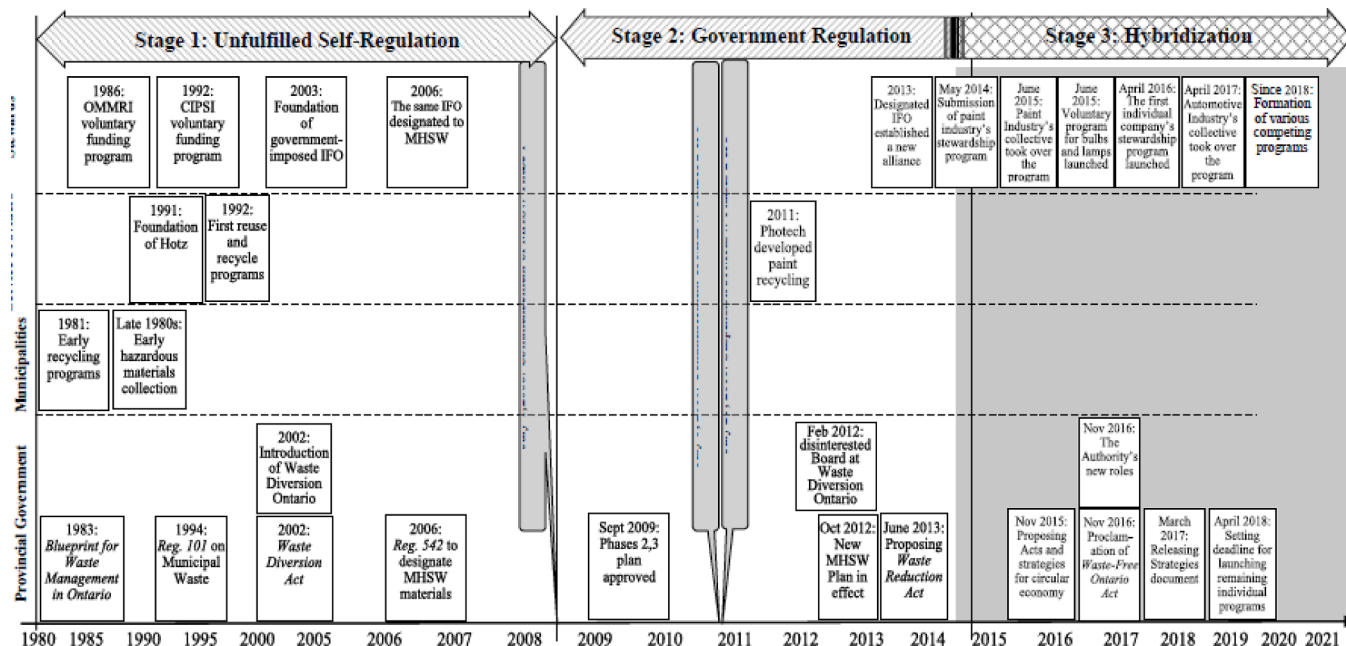 Stage 1: Unfulfilled Self-Regulation
Stage 2: Government Regulation
Stage 3: Hybridization
1986:
OMMRI
voluntary
funding
program
1992:
CIPSI
voluntary
funding
program
2003:
Foundation
of
government-
imposed IFO
2006:
The same IFO
designated to
MHSW
2013:
Designated
IFO
established
a new
alliance
May 2014:
Submission
of paint
industry's
stewardship
program
June
2015: Paint
Industry's
collective
took over
the
program
June
2015:
Voluntary
program
for bulbs
and lamps
launched
April
2016: The
first
individual
company's
stewardship
program
launched
April 2017:
Automotive
Industry's
collective
took over
the
program
Since 2018:
Formation
of various
competing
programs
1991:
Foundation
of Hotz
1992:
First reuse
and
recycle
programs
2011:
Photech
developed
paint
recycling
Municipalities
1981:
Early
recycling
programs
Late 1980s:
Early
hazardous
materials
collection
Provincial Government
2002:
Introduction
of Waste
Diversion
Ontario
Feb 2012:
disinterested
Board at
Waste
Diversion
Ontario
Nov 2016:
The
Authority's
new
roles
1983:
Blueprint for
Waste
Management
in Ontario
1994:
Reg. 101 on
Municipal
Waste
2002:
Waste
Diversion
Act
2006:
Reg. 542 to
designate
MHSW
materials
Sept 2009:
Phases 2,3
plan
approved
Oct 2012:
New
MHSW
Plan in
effect
June 2013:
Proposing
Waste
Reduction
Act
Nov 2015:
Proposing
Acts and
strategies
for circular
economy
Nov 2016:
Proclam-
ation of
Waste-Free
Ontario
Act
March
2017:
Releasing
Strategies
document
April 2018:
Setting
deadline for
launching
remaining
individual
programs
1980 1985 1990 1995 2000 2005 2006 2007 2008 2009 2010 2011 2012 2013 2014 2015 2016 2017 2018 2019 2020 2021